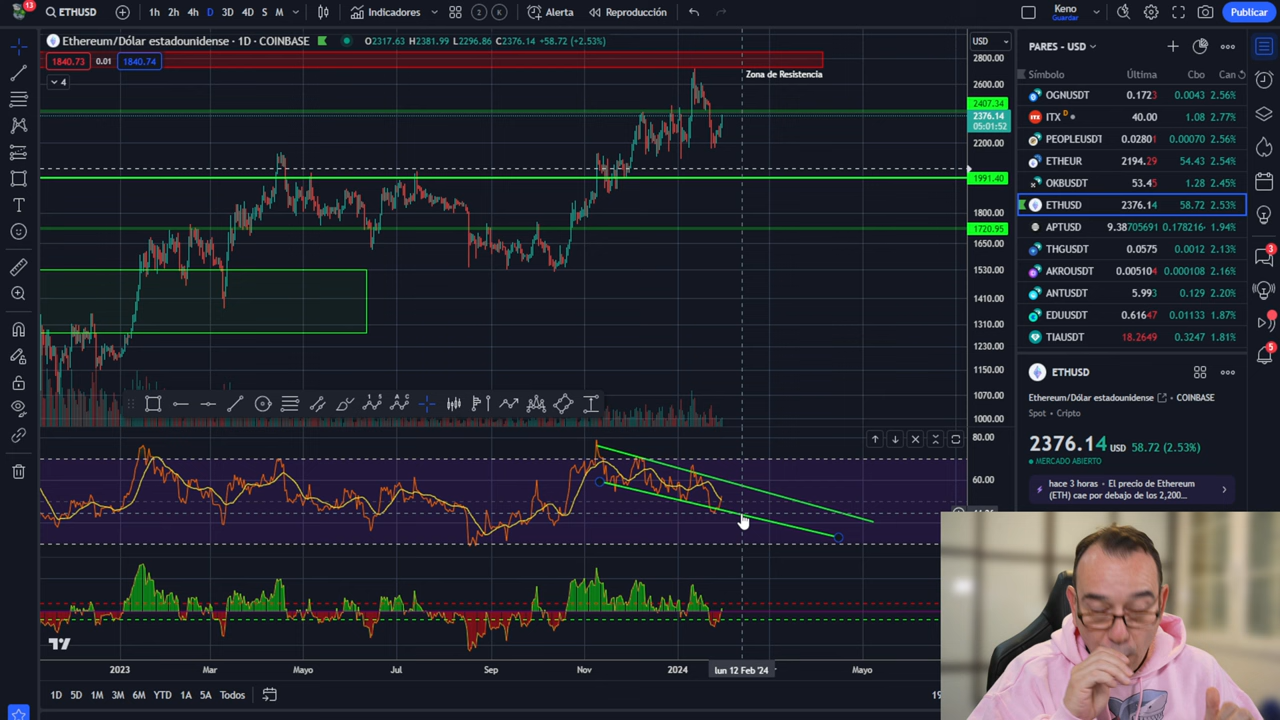 13
ETHUSD
1h 2h 4h D 3D 4D S M
Indicadores
2
K
Alerta
Reproducción
Keno
Guardar
Publicar
Ethereum/Dólar estadounidense · 1D · COINBASE
O2317.63 H2381.99 L2296.86 C2376.14 +58.72 (+2.53%)
1840.73 0.01 1840.74
4
Zona de Resistencia
USD
2800.00
2600.00
2407.34
2376.14
05:01:52
2200.00
1991.40
1800.00
1720.95
1650.00
1530.00
1410.00
1310.00
1230.00
1150.00
1070.00
1000.00
80.00
60.00
2023 Mar Mayo Jul Sep Nov 2024 lun 12 Feb '24 Mayo
1D 5D 1M 3M 6M YTD 1A 5A Todos
PARES - USD
Símbolo Última Cbo Can
OGNUSDT 0.1723 0.0043 2.56%
ITX D 40.00 1.08 2.77%
PEOPLEUSDT 0.02801 0.00070 2.56%
ETHEUR 2194.29 54.43 2.54%
OKBUSDT 53.45 1.28 2.45%
ETHUSD 2376.14 58.72 2.53%
APTUSD 9.38705691 0.178216 1.94%
THGUSDT 0.0575 0.0012 2.13%
AKROUSDT 0.005104 0.000108 2.16%
ANTUSDT 5.993 0.129 2.20%
EDUUSDT 0.61647 0.01133 1.87%
TIAUSDT 18.2649 0.3247 1.81%
ETHUSD
Ethereum/Dólar estadounidense · COINBASE
Spot · Cripto
2376.14 USD 58.72 (2.53%)
MERCADO ABIERTO
hace 3 horas · El precio de Ethereum
(ETH) cae por debajo de los 2,200...
3
5